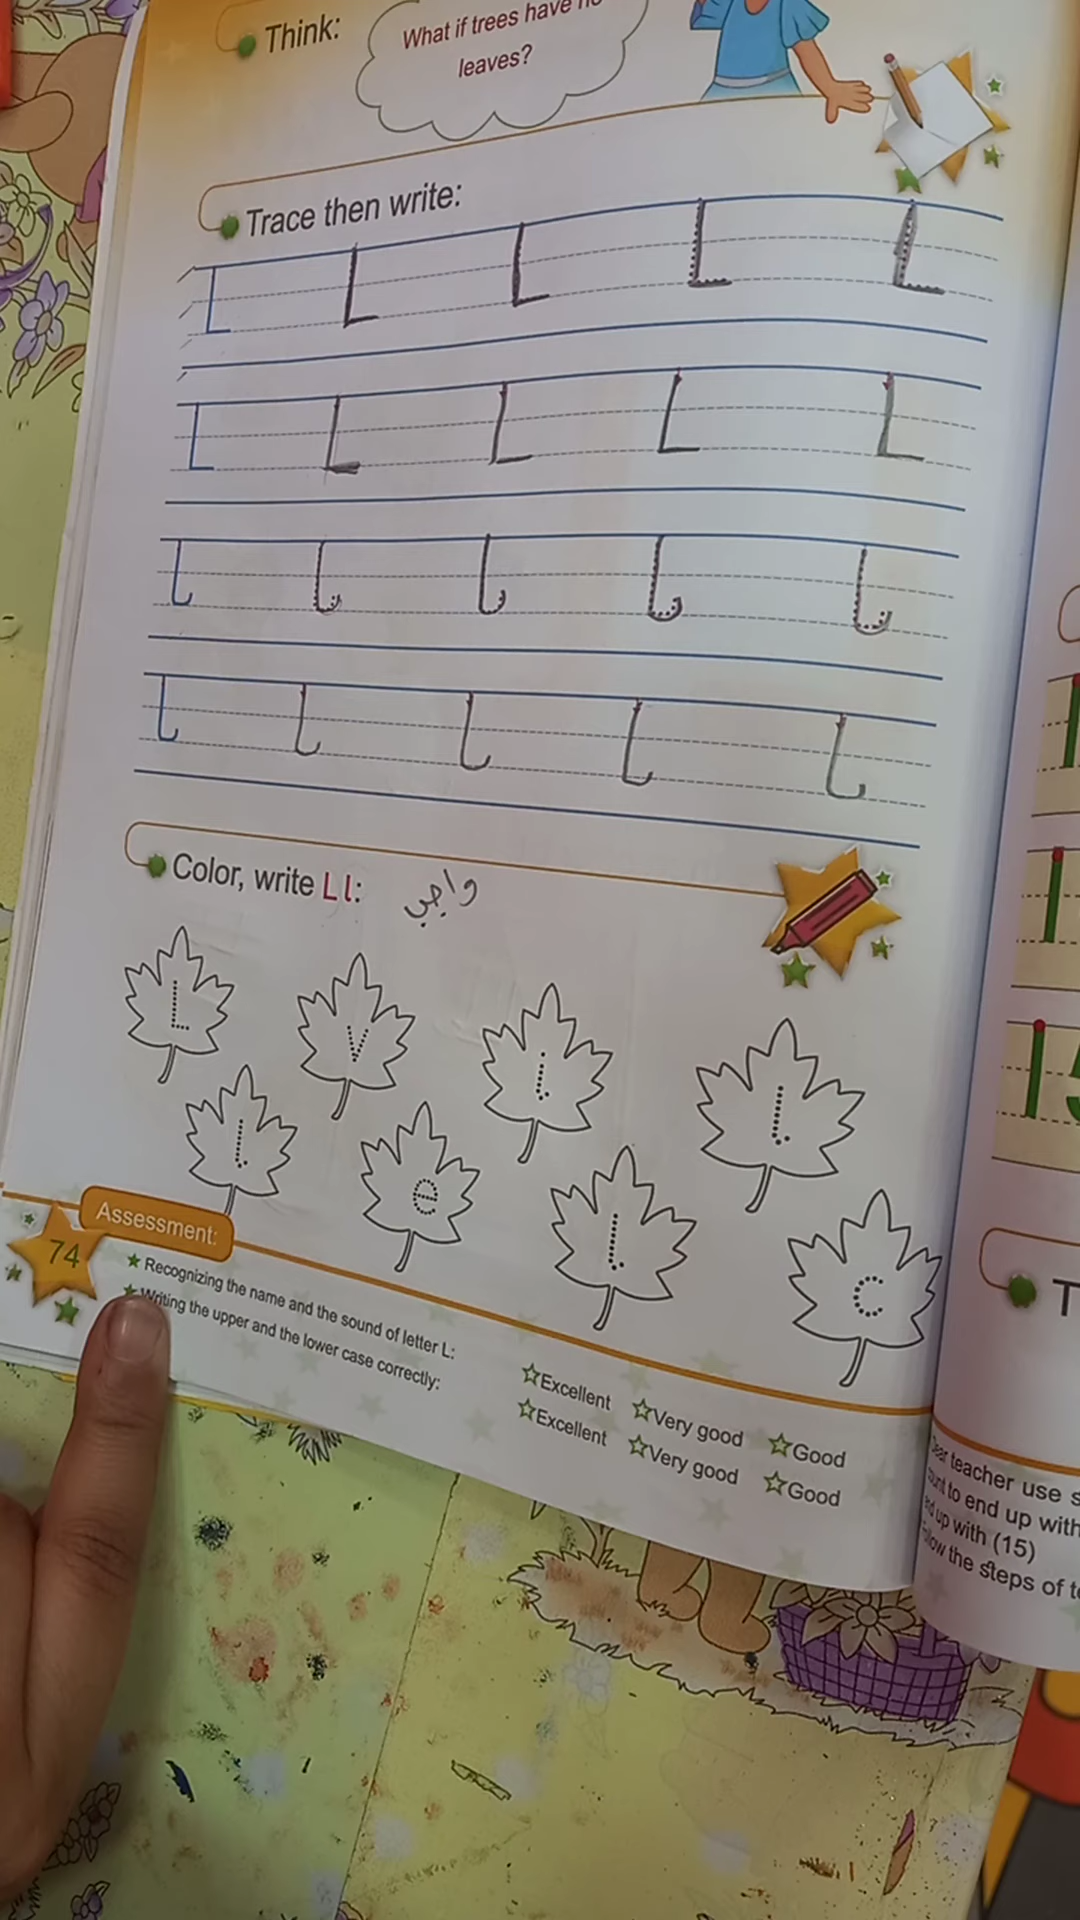 Think:
What if trees have no
leaves?
Trace then write:
L L L L L
L L L L L
l l l l l
l l l l l
Color, write L l: واجب
L v i l
l e l c
Assessment:
74
Recognizing the name and the sound of letter L:
Writing the upper and the lower case correctly:
Excellent Very good Good
Excellent Very good Good
15
teacher use
to end up with
up with (15)
the steps of